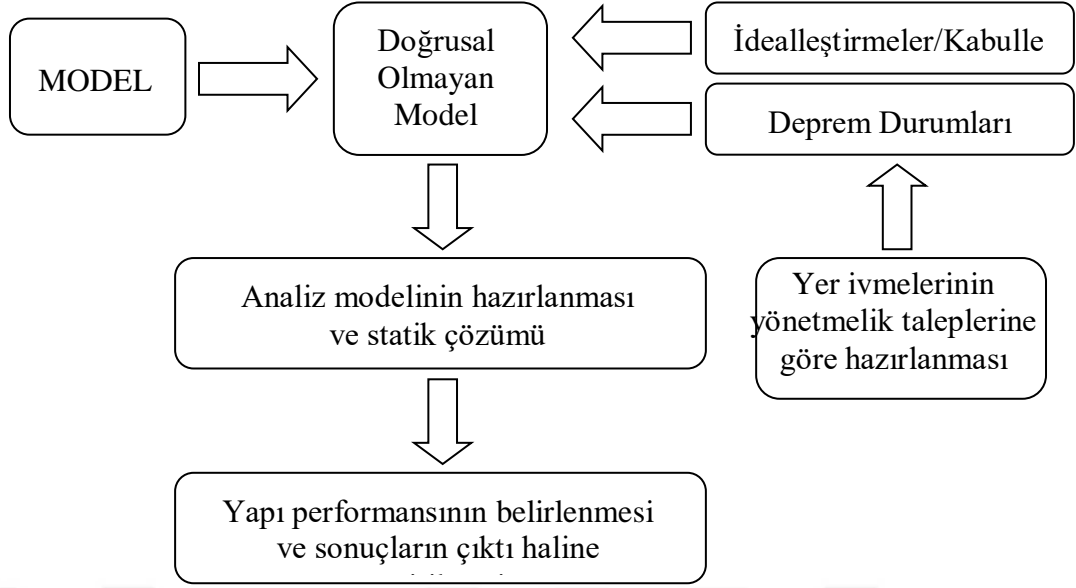 MODEL
Doğrusal
Olmayan
Model
İdealleştirmeler/Kabulle
Deprem Durumları
Analiz modelinin hazırlanması
ve statik çözümü
Yer ivmelerinin
yönetmelik taleplerine
göre hazırlanması
Yapı performansının belirlenmesi
ve sonuçların çıktı haline